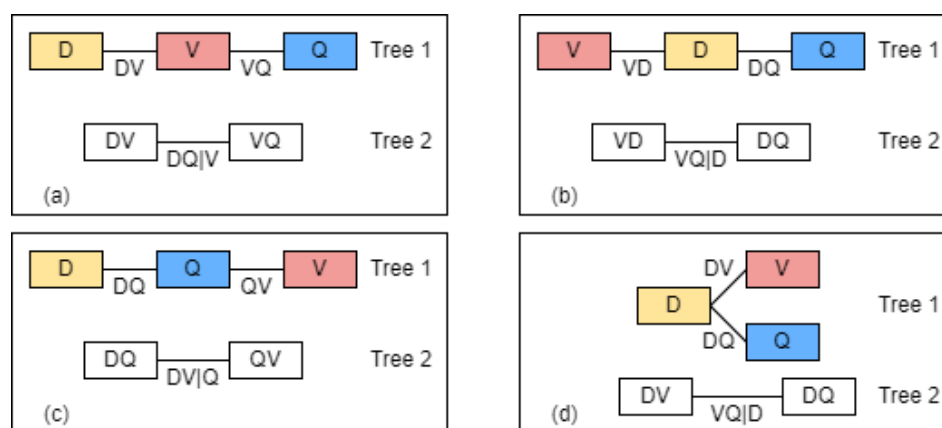 D V Q Tree 1
DV VQ
DV VQ Tree 2
DQ|V
(a)
V D Q Tree 1
VD DQ
VD DQ Tree 2
VQ|D
(b)
D Q V Tree 1
DQ QV
DQ QV Tree 2
DV|Q
(c)
DV V
D Tree 1
DQ Q
DV DQ Tree 2
VQ|D
(d)